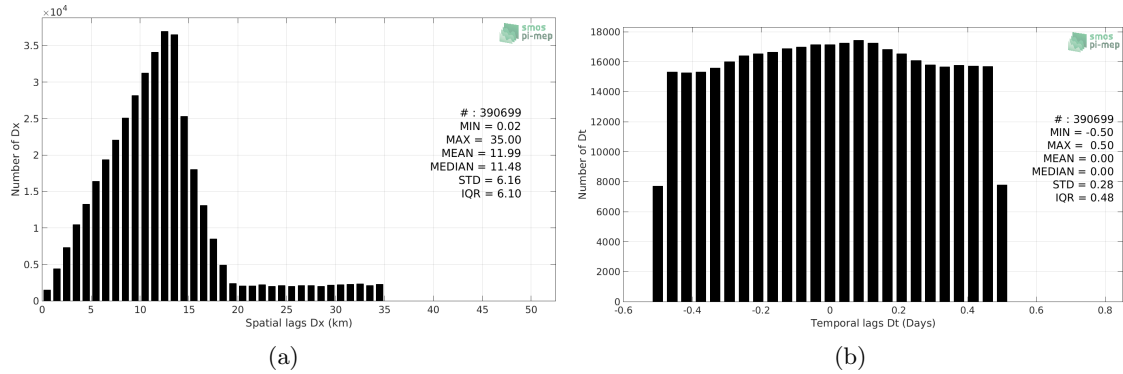 ×10^4
smos
pi-mep
3.5
3
2.5
2
1.5
1
0.5
0
Number of Dx
# : 390699
MIN = 0.02
MAX = 35.00
MEAN = 11.99
MEDIAN = 11.48
STD = 6.16
IQR = 6.10
0 5 10 15 20 25 30 35 40 45 50
Spatial lags Dx (km)
(a)
smos
pi-mep
18000
16000
14000
12000
10000
8000
6000
4000
2000
0
Number of Dt
# : 390699
MIN = -0.50
MAX = 0.50
MEAN = 0.00
MEDIAN = 0.00
STD = 0.28
IQR = 0.48
-0.6 -0.4 -0.2 0 0.2 0.4 0.6 0.8
Temporal lags Dt (Days)
(b)